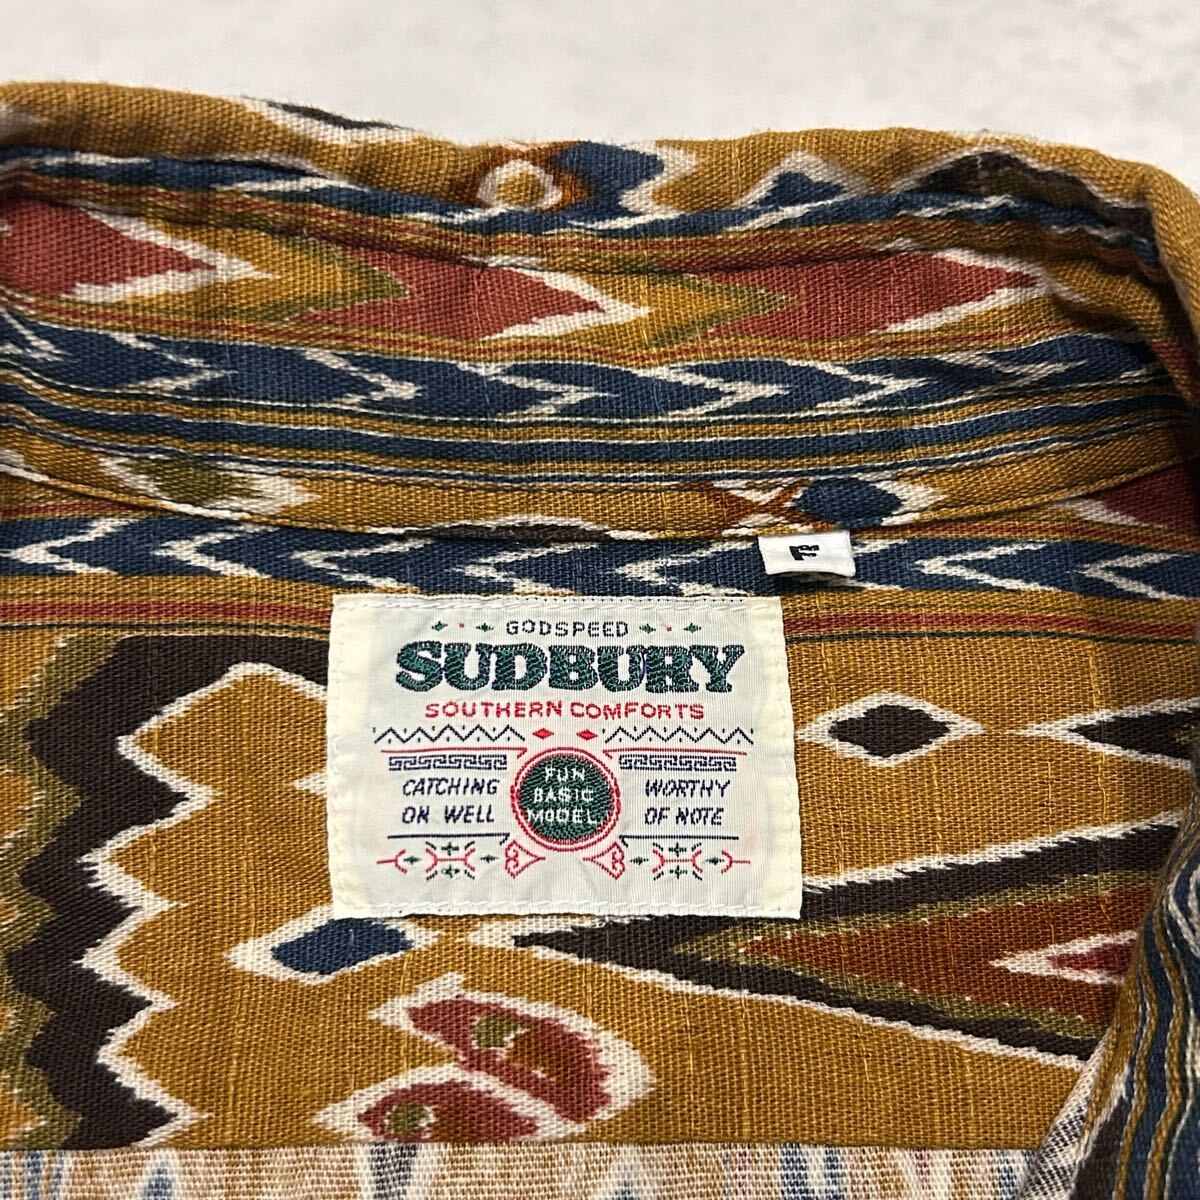 F
GODSPEED
SUDBURY
SOUTHERN COMFORTS
CATCHING
ON WELL
FUN
BASIC
MODEL
WORTHY
OF NOTE